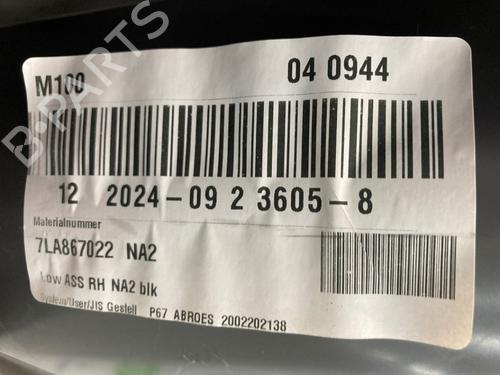 M100 04 0944
12 2024-09 2 3605-8
Materialnummer
7LA867022 NA2
Low ASS RH NA2 blk
System/User/JIS Gestell P67 ABROES 2002202138
B-PARTS